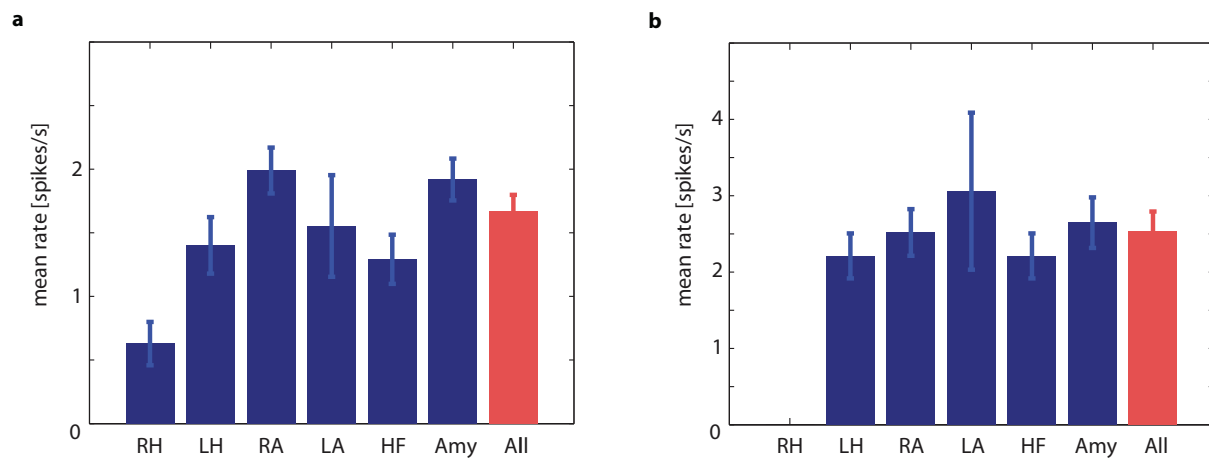 a
mean rate [spikes/s]
2
1
0
RH LH RA LA HF Amy All
b
mean rate [spikes/s]
4
3
2
1
0
RH LH RA LA HF Amy All